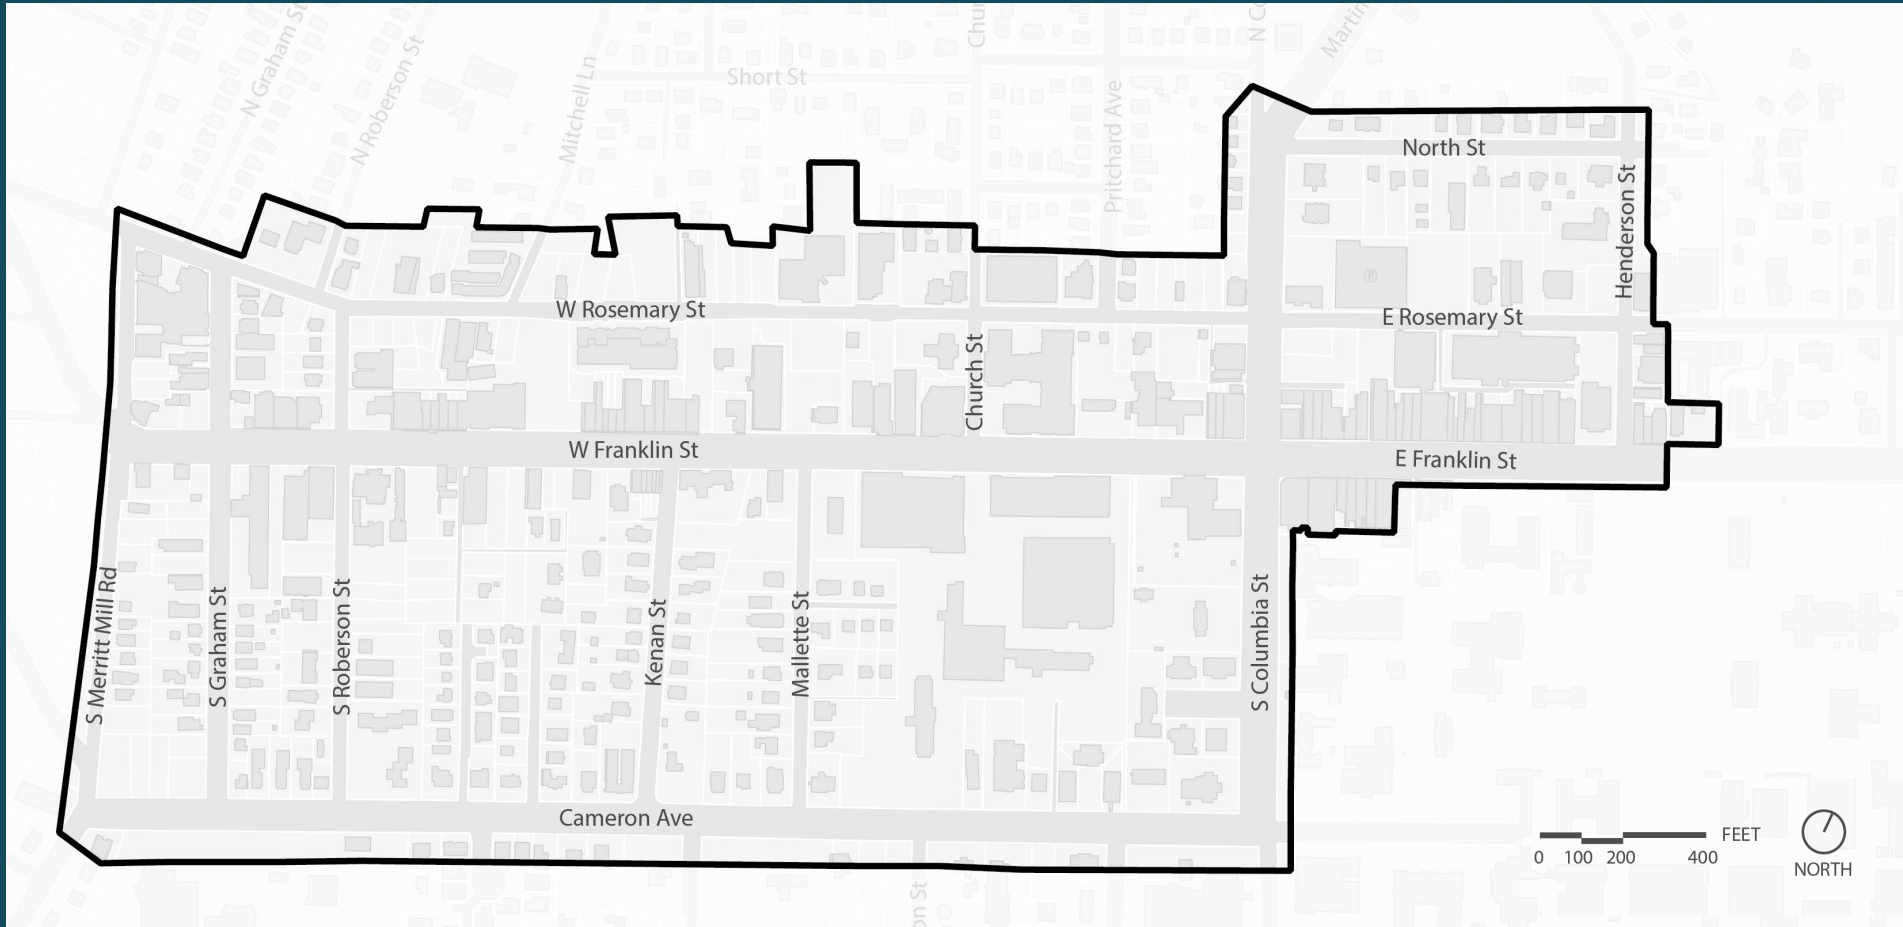 N Graham St
N Roberson St
Mitchell Ln
Short St
Pritchard Ave
Martin
North St
Henderson St
W Rosemary St
E Rosemary St
Church St
W Franklin St
E Franklin St
S Merritt Mill Rd
S Graham St
S Roberson St
Kenan St
Mallette St
S Columbia St
Cameron Ave
P
FEET
0 100 200 400
NORTH